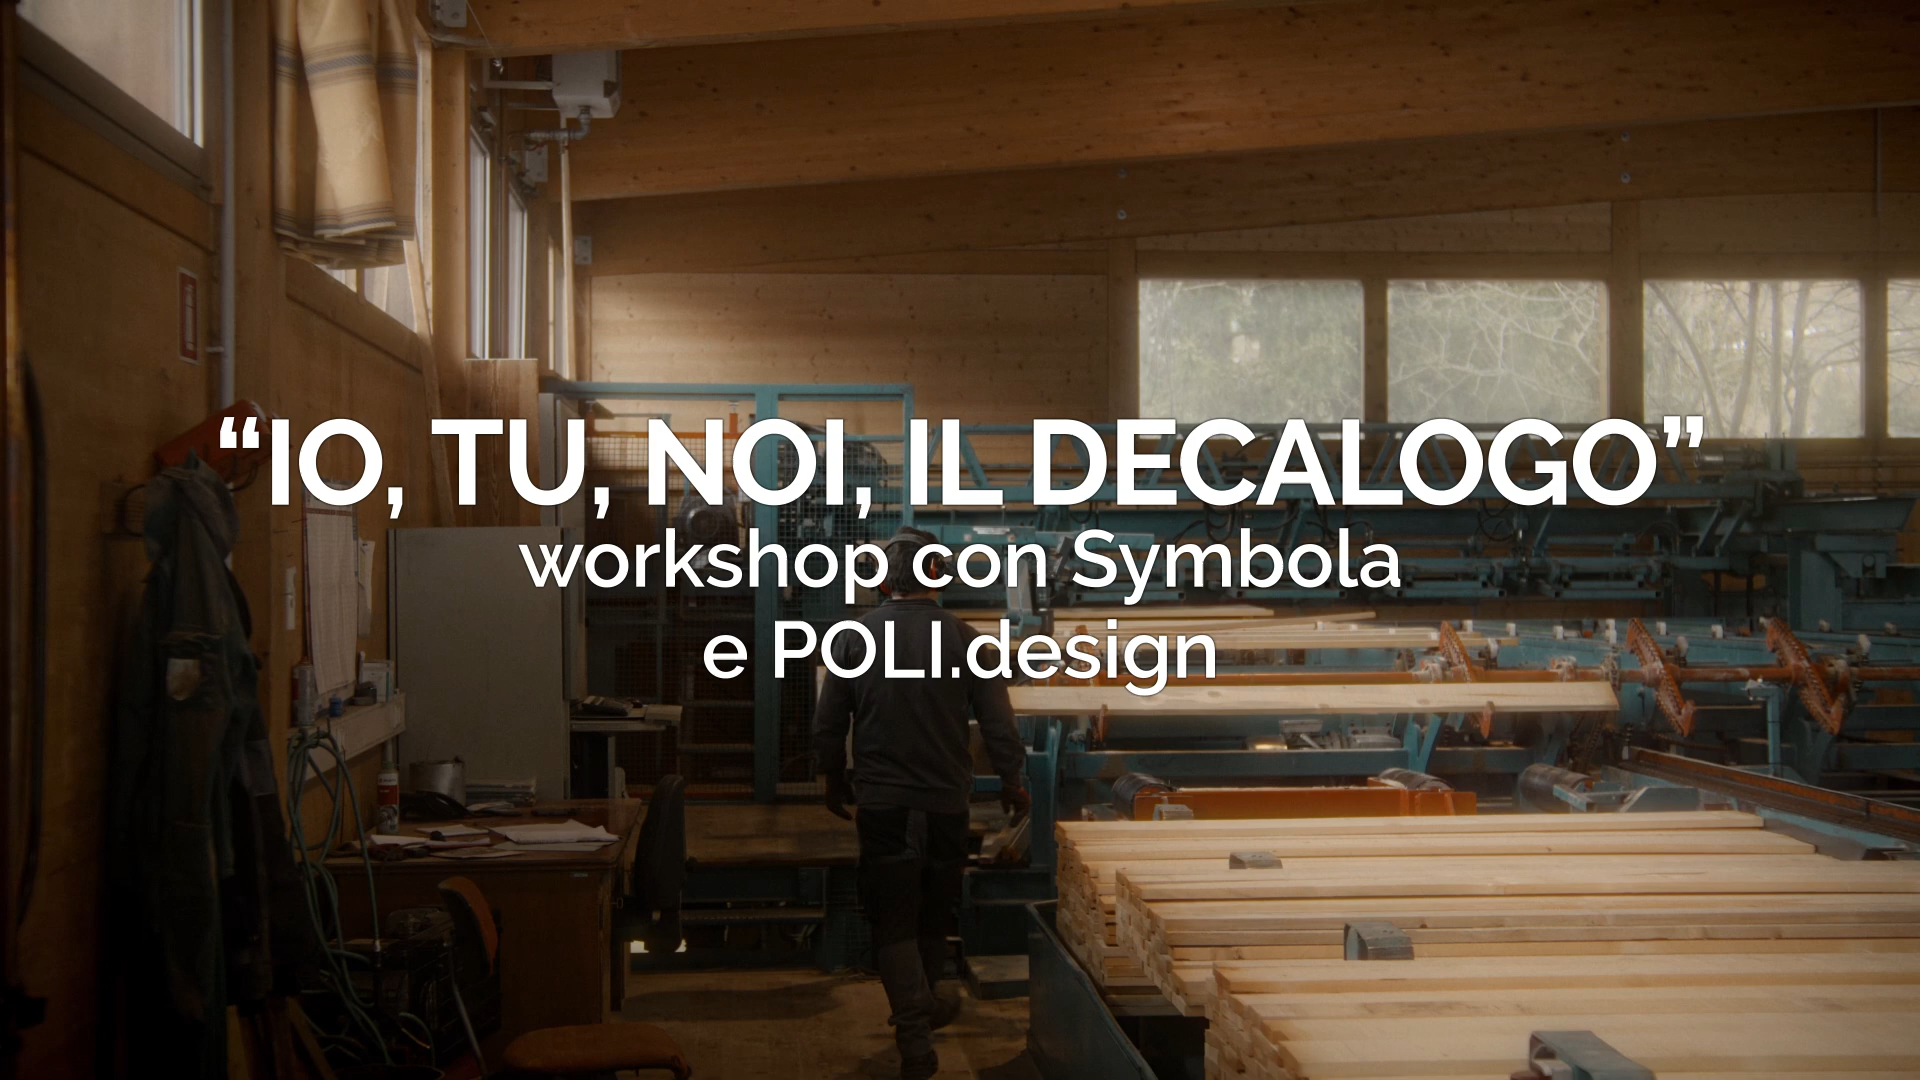 “IO, TU, NOI, IL DECALOGO”
workshop con Symbola
e POLI.design